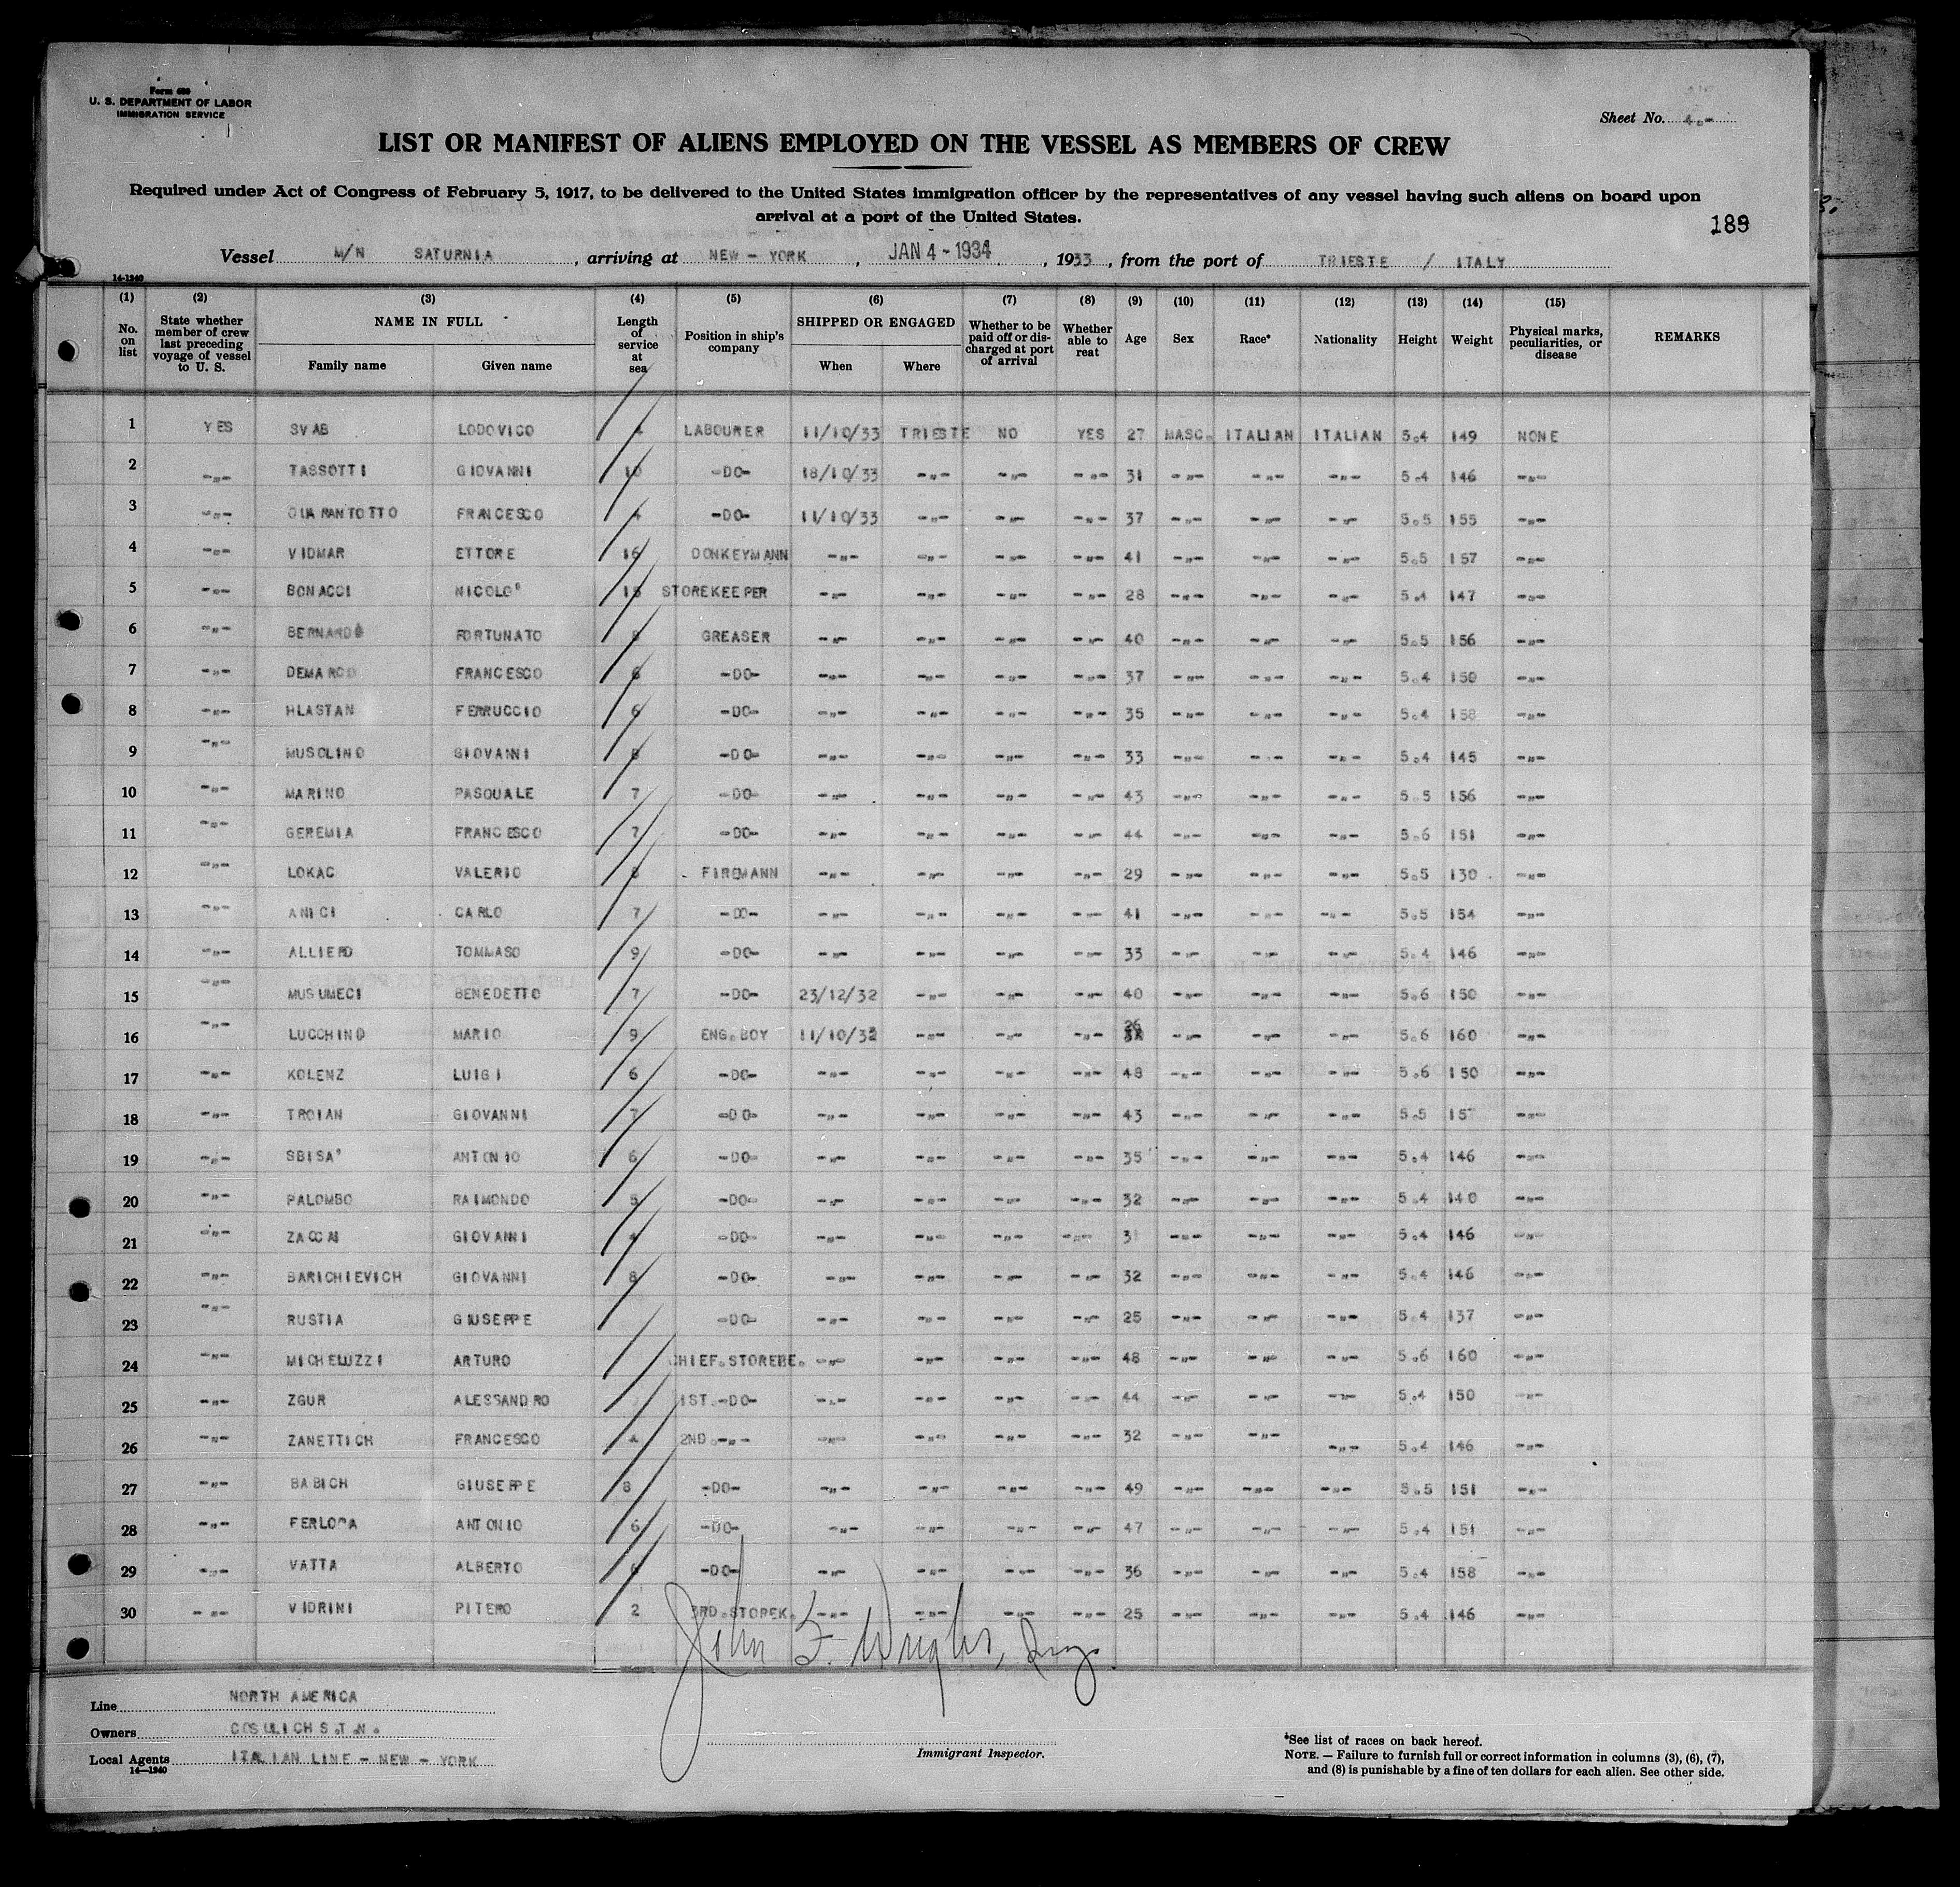 Form 680
U. S. DEPARTMENT OF LABOR
IMMIGRATION SERVICE
Sheet No. 4.-
LIST OR MANIFEST OF ALIENS EMPLOYED ON THE VESSEL AS MEMBERS OF CREW
Required under Act of Congress of February 5, 1917, to be delivered to the United States immigration officer by the representatives of any vessel having such aliens on board upon
arrival at a port of the United States.
189
Vessel M/N SATURNIA, arriving at NEW - YORK, JAN 4 - 1934, 1933, from the port of TRIESTE / ITALY
14-1240
(1) (2) (3) (4) (5) (6) (7) (8) (9) (10) (11) (12) (13) (14) (15)
No. on list | State whether member of crew last preceding voyage of vessel to U. S. | NAME IN FULL | Length of service at sea | Position in ship's company | SHIPPED OR ENGAGED | Whether to be paid off or discharged at port of arrival | Whether able to reat | Age | Sex | Race* | Nationality | Height | Weight | Physical marks, peculiarities, or disease | REMARKS
Family name | Given name | When | Where
1 YES SVAB LODOVICO 4 LABOURER 11/10/33 TRIESTE NO YES 27 MASC. ITALIAN ITALIAN 5.4 149 NONE
2 -"- TASSOTTI GIOVANNI 10 -DO- 18/10/33 -"- -"- -"- 31 -"- -"- -"- 5.4 146 -"-
3 -"- FRANCESCO 4 -DO- 11/10/33 -"- -"- -"- 37 -"- -"- -"- 5.5 155 -"-
4 -"- VIDMAR ETTORE 16 DONKEYMANN -"- -"- -"- -"- 41 -"- -"- -"- 5.5 157 -"-
5 -"- BONACCI NICOLO' 15 STOREKEEPER -"- -"- -"- -"- 28 -"- -"- -"- 5.4 147 -"-
6 -"- BERNARDO FORTUNATO GREASER -"- -"- -"- -"- 40 -"- -"- -"- 5.5 156 -"-
7 -"- DEMARCO FRANCESCO 6 -DO- -"- -"- -"- -"- 37 -"- -"- -"- 5.4 150 -"-
8 -"- HLASTAN FERRUCCIO 6 -DO- -"- -"- -"- -"- 35 -"- -"- -"- 5.4 158 -"-
9 -"- MUSOLINO GIOVANNI -DO- -"- -"- -"- -"- 33 -"- -"- -"- 5.4 145 -"-
10 -"- MARINO PASQUALE 7 -DO- -"- -"- -"- -"- 43 -"- -"- -"- 5.5 156 -"-
11 -"- GEREMIA FRANCESCO 7 -DO- -"- -"- -"- -"- 44 -"- -"- -"- 5.6 151 -"-
12 -"- LOKAC VALERIO FIREMANN -"- -"- -"- -"- 29 -"- -"- -"- 5.5 130 -"-
13 -"- ANICI CARLO 7 -DO- -"- -"- -"- -"- 41 -"- -"- -"- 5.5 154 -"-
14 -"- ALLIERO TOMMASO 9 -DO- -"- -"- -"- -"- 33 -"- -"- -"- 5.4 146 -"-
15 -"- MUSUMECI BENEDETTO 7 -DO- 23/12/32 -"- -"- -"- 40 -"- -"- -"- 5.6 150 -"-
16 -"- LUCCHINO MARIO 9 ENG.BOY 11/10/32 -"- -"- -"- 26 -"- -"- -"- 5.6 160 -"-
17 -"- KOLENZ LUIGI 6 -DO- -"- -"- -"- -"- 48 -"- -"- -"- 5.6 150 -"-
18 -"- TROIAN GIOVANNI 7 -DO- -"- -"- -"- -"- 43 -"- -"- -"- 5.5 157 -"-
19 -"- SBISA' ANTONIO 6 -DO- -"- -"- -"- -"- 35 -"- -"- -"- 5.4 146 -"-
20 -"- PALOMBO RAIMONDO 5 -DO- -"- -"- -"- -"- 32 -"- -"- -"- 5.4 140 -"-
21 -"- ZACCAI GIOVANNI 4 -DO- -"- -"- -"- -"- 31 -"- -"- -"- 5.4 146 -"-
22 -"- BARICHIEVICH GIOVANNI 8 -DO- -"- -"- -"- -"- 32 -"- -"- -"- 5.4 146 -"-
23 -"- RUSTIA GIUSEPPE -DO- -"- -"- -"- -"- 25 -"- -"- -"- 5.4 137 -"-
24 -"- MICHELUZZI ARTURO CHIEF.STOREE. -"- -"- -"- -"- 48 -"- -"- -"- 5.6 160 -"-
25 -"- ZGUR ALESSANDRO 1ST.-DO- -"- -"- -"- -"- 44 -"- -"- -"- 5.4 150 -"-
26 -"- ZANETTICH FRANCESCO 4 2ND.-"- -"- -"- -"- -"- 32 -"- -"- -"- 5.4 146 -"-
27 -"- BABICH GIUSEPPE 8 -DO- -"- -"- -"- -"- 49 -"- -"- -"- 5.5 151 -"-
28 -"- ANTONIO 6 -DO- -"- -"- -"- -"- 47 -"- -"- -"- 5.4 151 -"-
29 -"- VATTA ALBERTO 6 -DO- -"- -"- -"- -"- 36 -"- -"- -"- 5.4 158 -"-
30 -"- VIDRINI PITERO 2 3RD.STOREK. -"- -"- -"- -"- 25 -"- -"- -"- 5.4 146 -"-
John F. Wright, Insp.
Line NORTH AMERICA
Owners COSULICH S.T.N.
Local Agents ITALIAN LINE - NEW - YORK
14-1240
Immigrant Inspector.
*See list of races on back hereof.
NOTE. — Failure to furnish full or correct information in columns (3), (6), (7),
and (8) is punishable by a fine of ten dollars for each alien. See other side.